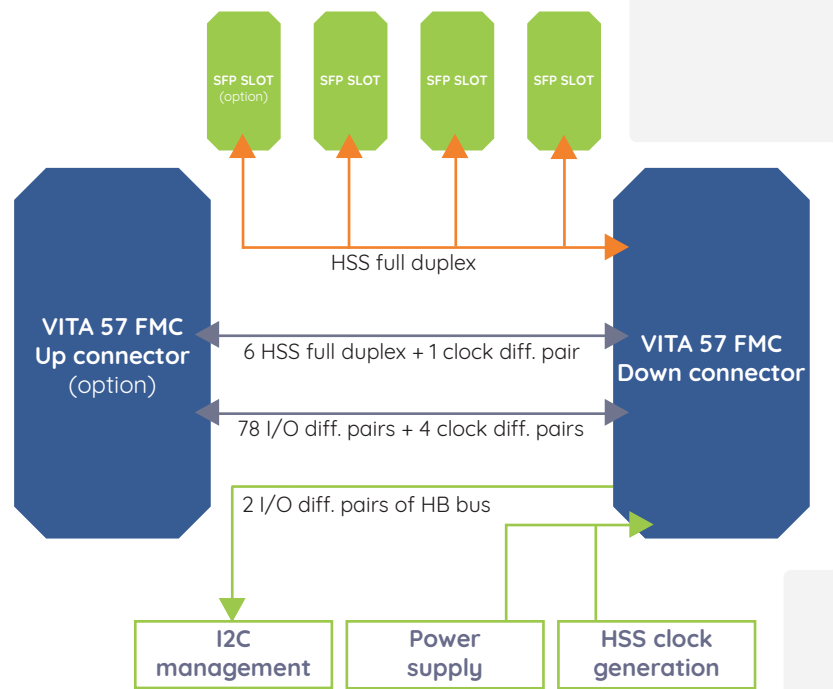 SFP SLOT
(option)
SFP SLOT
SFP SLOT
SFP SLOT
HSS full duplex
VITA 57 FMC
Up connector
(option)
6 HSS full duplex + 1 clock diff. pair
VITA 57 FMC
Down connector
78 I/O diff. pairs + 4 clock diff. pairs
2 I/O diff. pairs of HB bus
I2C
management
Power
supply
HSS clock
generation